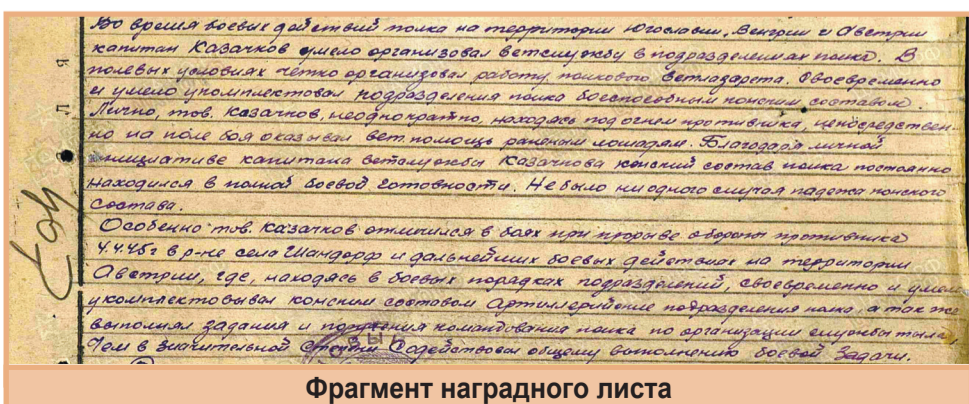 Во время боевых действий полка на территории Югославии, Венгрии и Австрии
капитан Казачков умело организовал ветслужбу в подразделениях полка. В
полевых условиях четко организовал работу полкового ветлазарета. Своевременно
и умело укомплектовал подразделения полка боеспособным конским составом.
Лично, тов. Казачков, неоднократно, находясь под огнем противника, непосредствен-
но на поле боя оказывал вет. помощь раненым лошадям. Благодаря личной
инициативе капитана ветслужбы Казачкова конский состав полка постоянно
находился в полной боевой готовности. Не было ни одного случая падежа конского
состава.
Особенно тов. Казачков отличился в боях при прорыве обороны противника
4.4.45г в р-не села Шандорф и дальнейших боевых действиях на территории
Австрии, где, находясь в боевых порядках подразделений, своевременно и умело
укомплектовывал конским составом артиллерийские подразделения полка, а так же
выполнял задания и поручения командования полка по организации службы тыла,
чем в значительной степени содействовал общему выполнению боевой задачи.
Фрагмент наградного листа